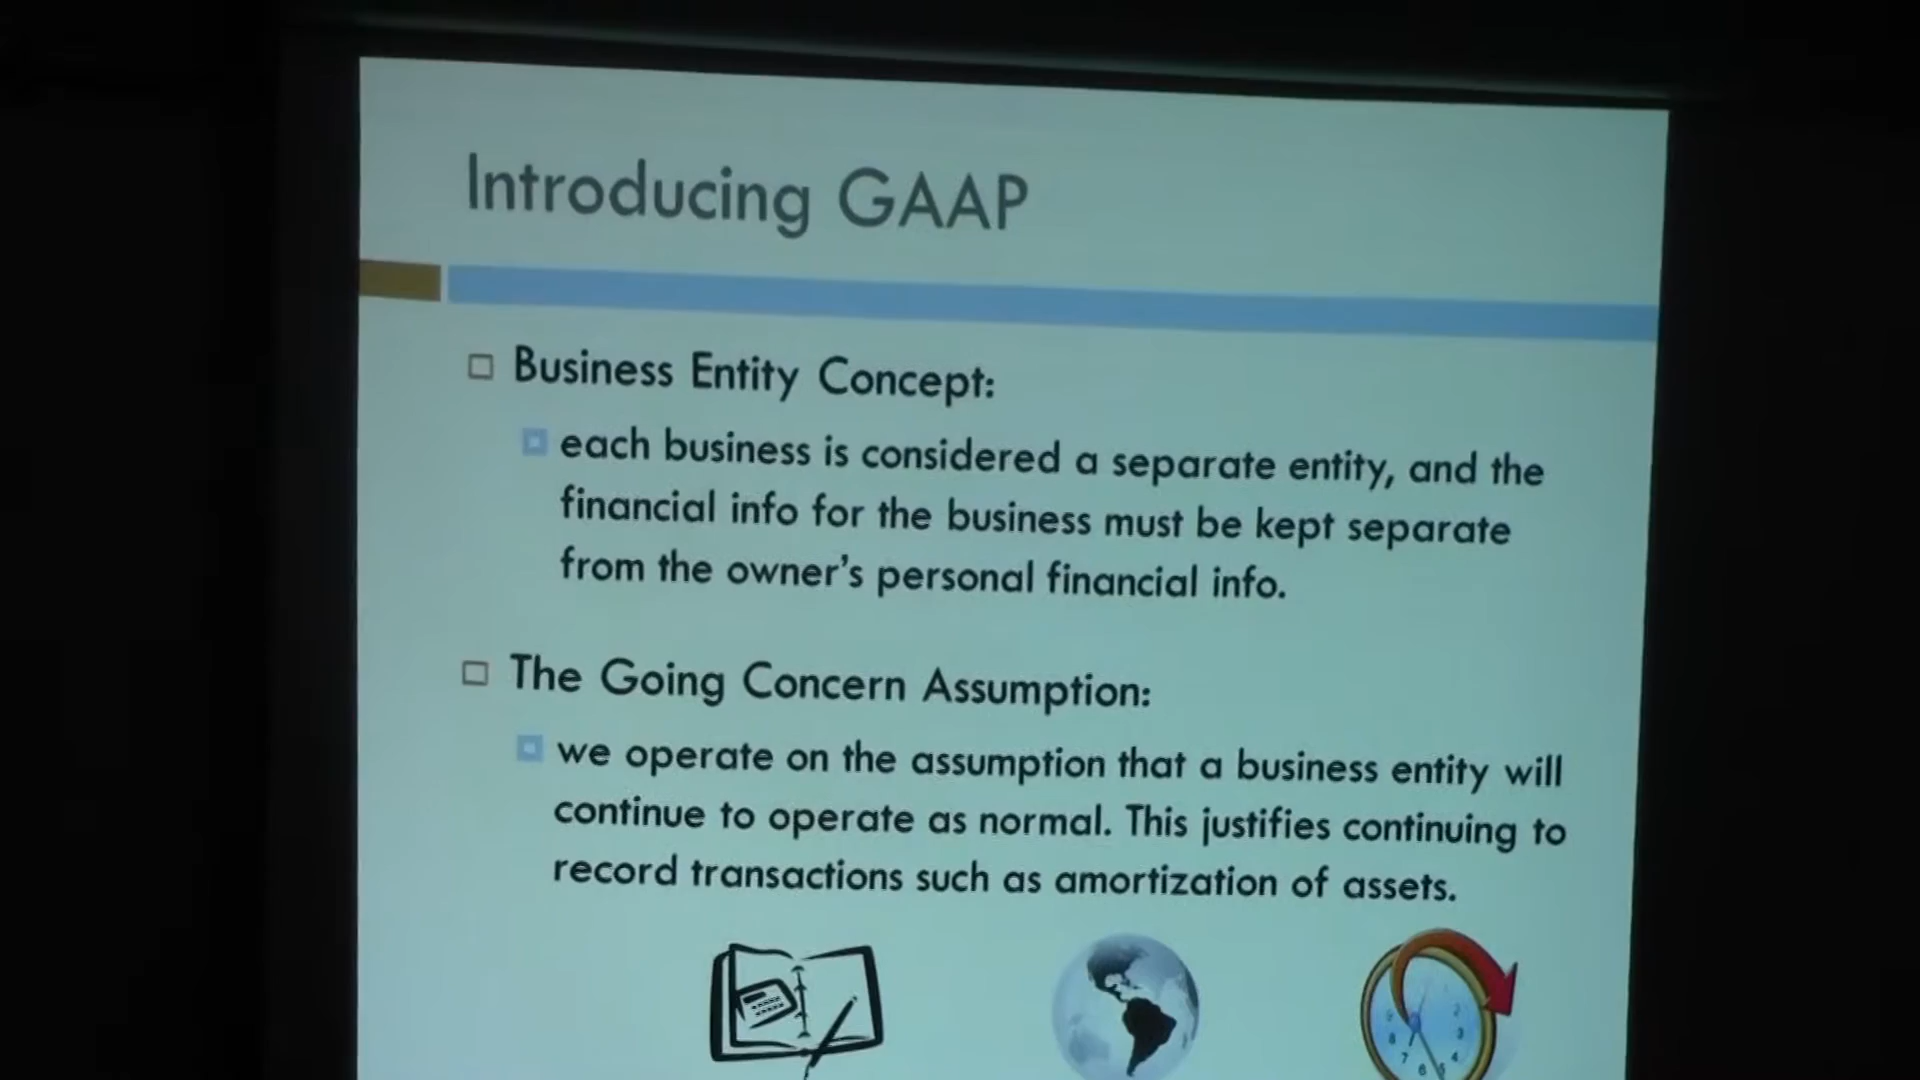 Introducing GAAP
Business Entity Concept:
each business is considered a separate entity, and the
financial info for the business must be kept separate
from the owner's personal financial info.
The Going Concern Assumption:
we operate on the assumption that a business entity will
continue to operate as normal. This justifies continuing to
record transactions such as amortization of assets.